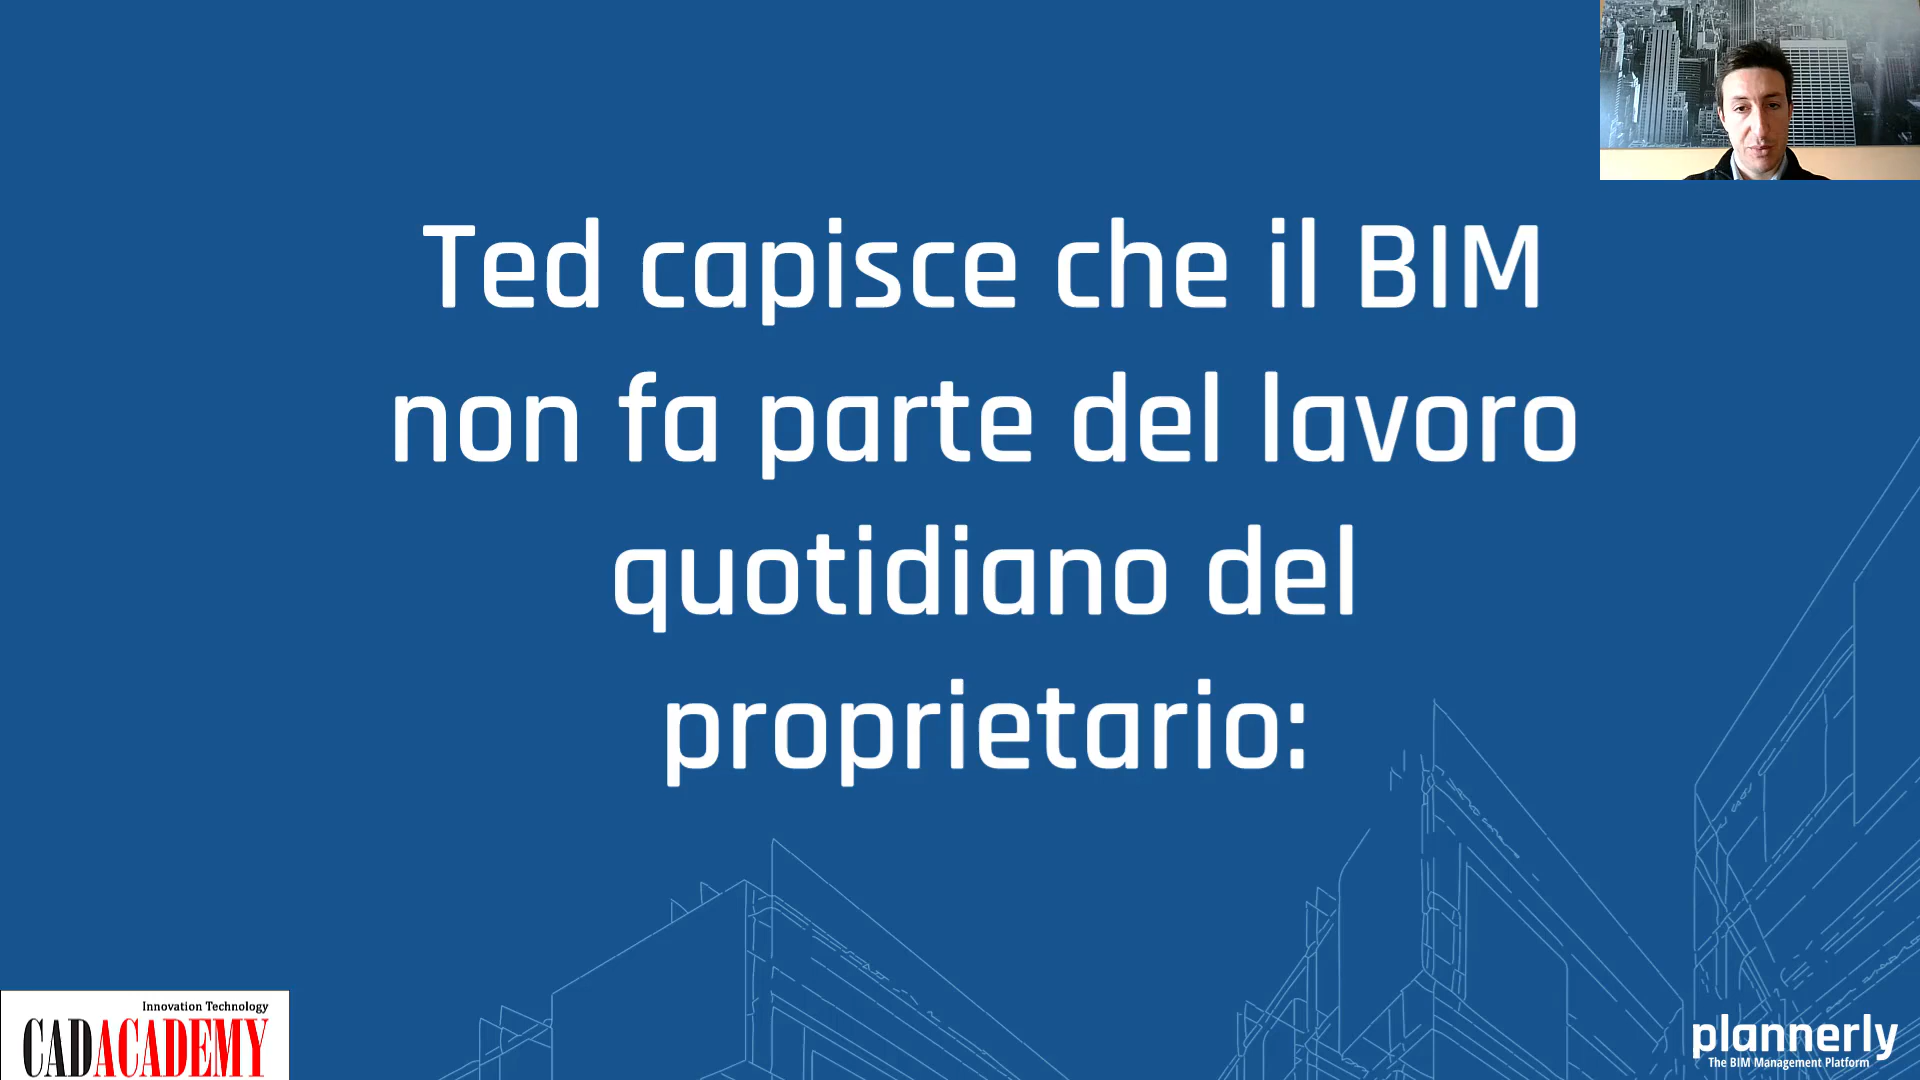 Ted capisce che il BIM
non fa parte del lavoro
quotidiano del
proprietario:
Innovation Technology
CADACADEMY
plannerly
The BIM Management Platform